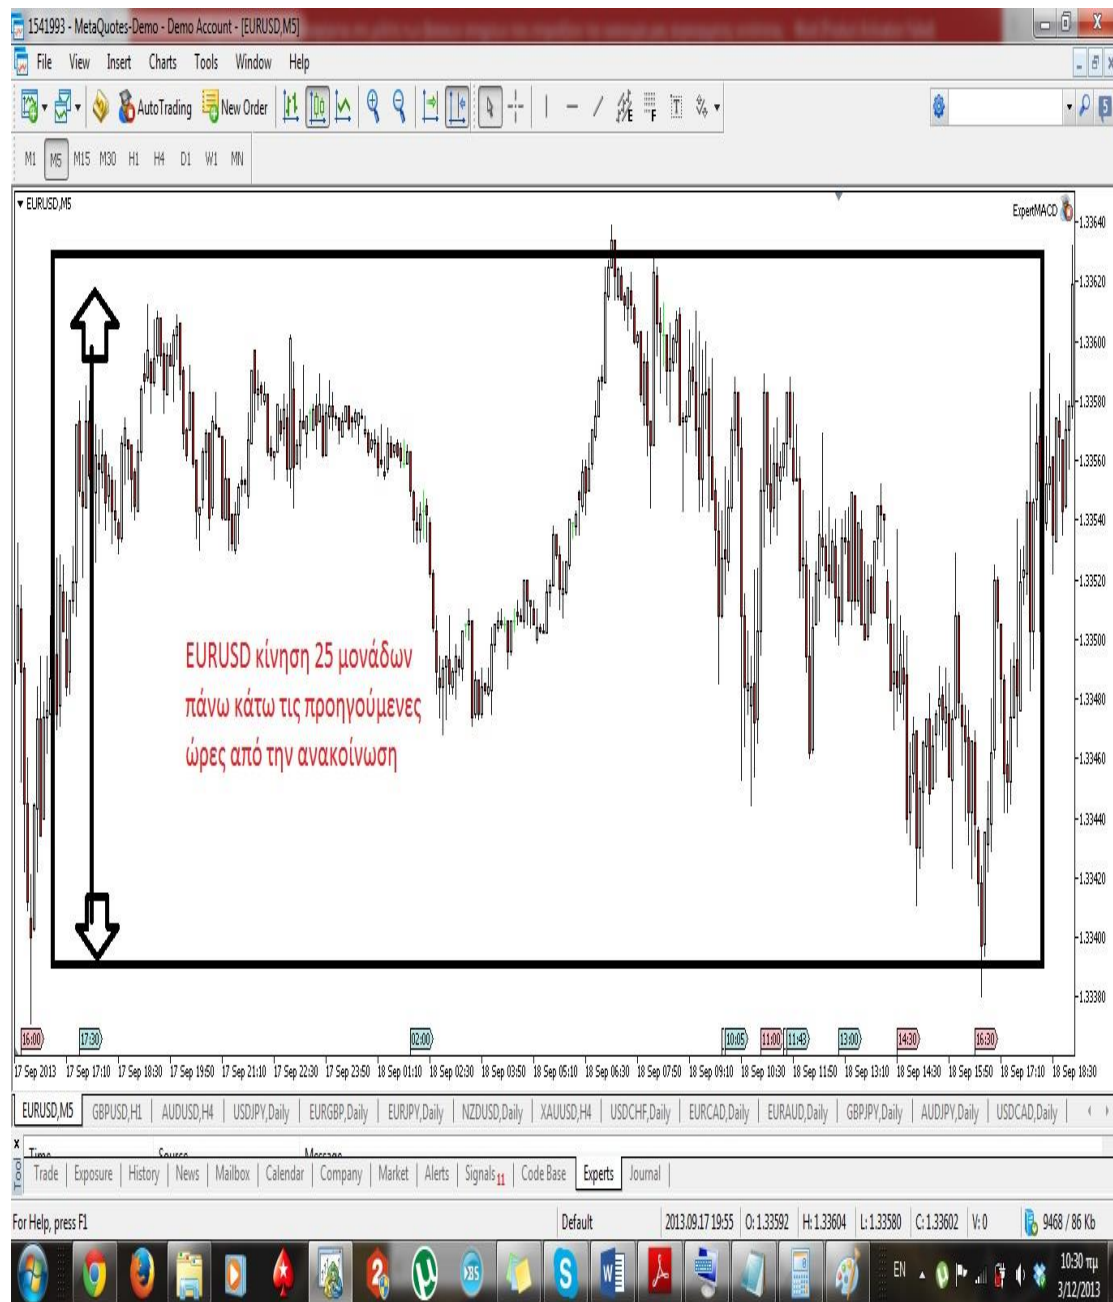 1541993 - MetaQuotes-Demo - Demo Account - [EURUSD,M5]
File View Insert Charts Tools Window Help
AutoTrading New Order
M1 M5 M15 M30 H1 H4 D1 W1 MN
EURUSD,M5
ExpertMACD
1.33640
1.33620
1.33600
1.33580
1.33560
1.33540
1.33520
1.33500
1.33480
1.33460
1.33440
1.33420
1.33400
1.33380
EURUSD κίνηση 25 μονάδων
πάνω κάτω τις προηγούμενες
ώρες από την ανακοίνωση
16:00 17:30 02:00 10:05 11:00 11:43 13:00 14:30 16:30
17 Sep 2013 17 Sep 17:10 17 Sep 18:30 17 Sep 19:50 17 Sep 21:10 17 Sep 22:30 17 Sep 23:50 18 Sep 01:10 18 Sep 02:30 18 Sep 03:50 18 Sep 05:10 18 Sep 06:30 18 Sep 07:50 18 Sep 09:10 18 Sep 10:30 18 Sep 11:50 18 Sep 13:10 18 Sep 14:30 18 Sep 15:50 18 Sep 17:10 18 Sep 18:30
EURUSD,M5 GBPUSD,H1 AUDUSD,H4 USDJPY,Daily EURGBP,Daily EURJPY,Daily NZDUSD,Daily XAUUSD,H4 USDCHF,Daily EURCAD,Daily EURAUD,Daily GBPJPY,Daily AUDJPY,Daily USDCAD,Daily
Time Source Message
Tool Trade Exposure History News Mailbox Calendar Company Market Alerts Signals 11 Code Base Experts Journal
For Help, press F1 Default 2013.09.17 19:55 O: 1.33592 H: 1.33604 L: 1.33580 C: 1.33602 V: 0 9468 / 86 Kb
EN 10:30 πμ
3/12/2013